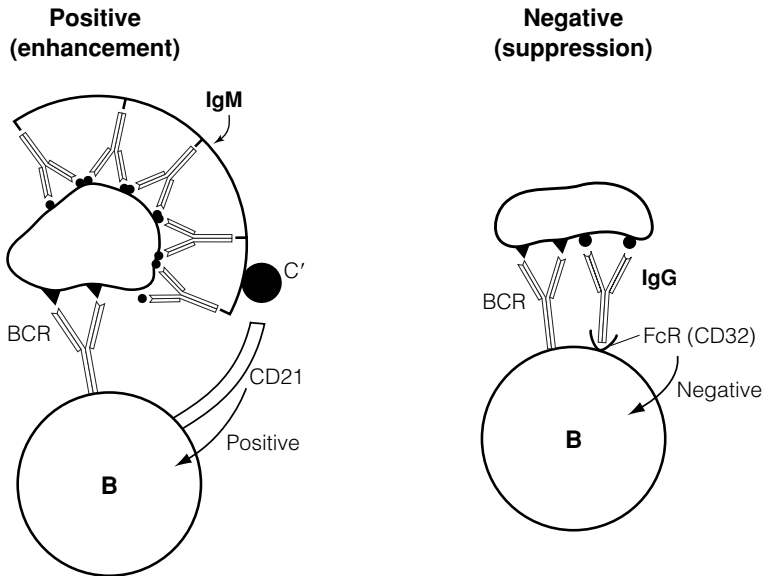 Positive
(enhancement)
IgM
C′
BCR
CD21
Positive
B
Negative
(suppression)
BCR
IgG
FcR (CD32)
Negative
B